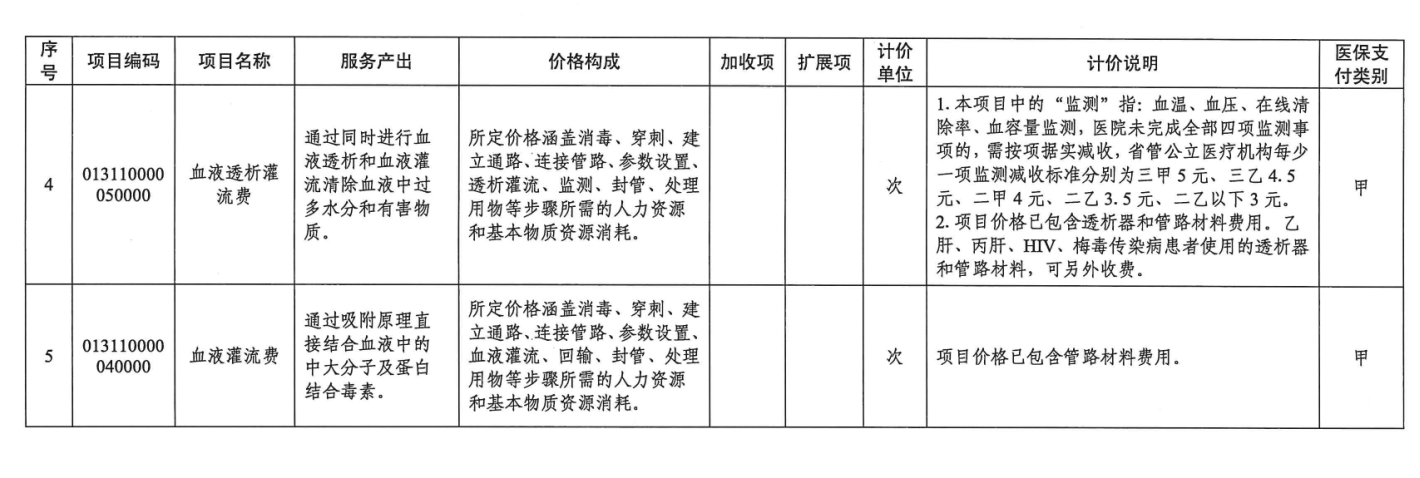 序号
项目编码
项目名称
服务产出
价格构成
加收项
扩展项
计价单位
计价说明
医保支付类别
4
013110000
050000
血液透析灌
流费
通过同时进行血
液透析和血液灌
流清除血液中过
多水分和有害物
质。
所定价格涵盖消毒、穿刺、建
立通路、连接管路、参数设置、
透析灌流、监测、封管、处理
用物等步骤所需的人力资源
和基本物质资源消耗。
次
1.本项目中的“监测”指：血温、血压、在线清
除率、血容量监测，医院未完成全部四项监测事
项的，需按项据实减收，省管公立医疗机构每少
一项监测减收标准分别为三甲5元、三乙4.5
元、二甲4元、二乙3.5元、二乙以下3元。
2.项目价格已包含透析器和管路材料费用。乙
肝、丙肝、HIV、梅毒传染病患者使用的透析器
和管路材料，可另外收费。
甲
5
013110000
040000
血液灌流费
通过吸附原理直
接结合血液中的
中大分子及蛋白
结合毒素。
所定价格涵盖消毒、穿刺、建
立通路、连接管路、参数设置、
血液灌流、回输、封管、处理
用物等步骤所需的人力资源
和基本物质资源消耗。
次
项目价格已包含管路材料费用。
甲